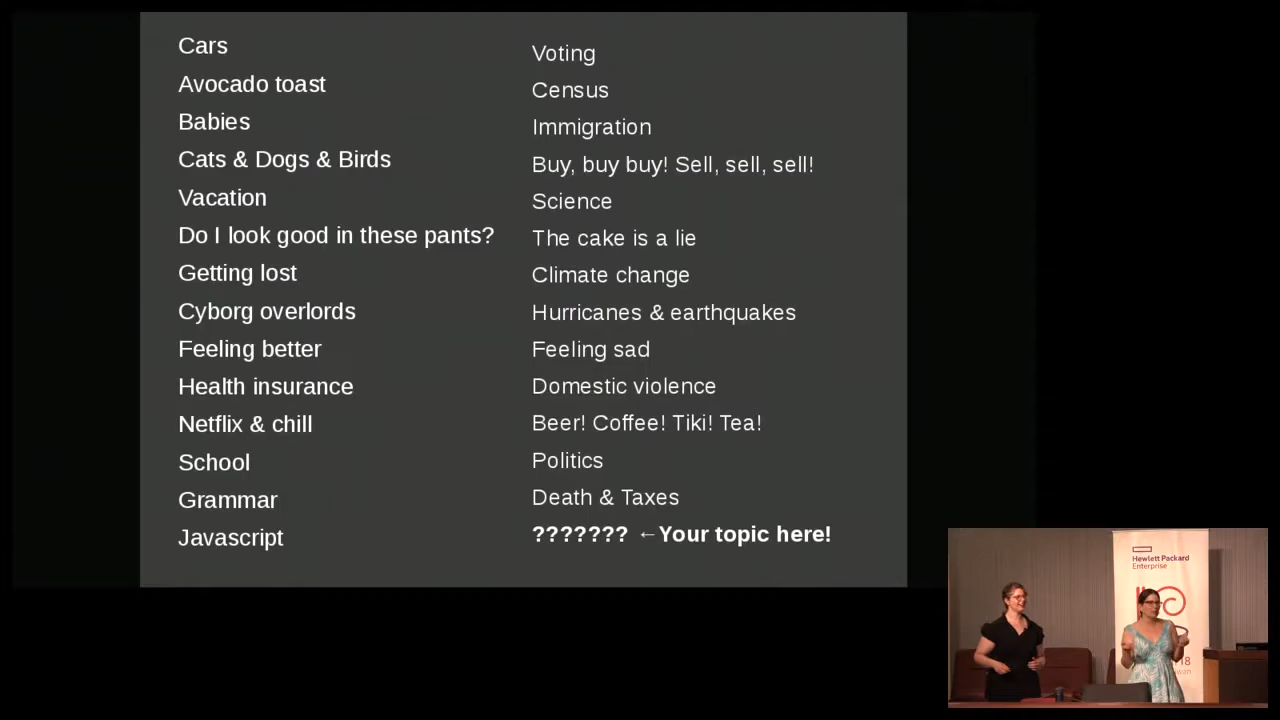 Cars
Avocado toast
Babies
Cats & Dogs & Birds
Vacation
Do I look good in these pants?
Getting lost
Cyborg overlords
Feeling better
Health insurance
Netflix & chill
School
Grammar
Javascript
Voting
Census
Immigration
Buy, buy buy! Sell, sell, sell!
Science
The cake is a lie
Climate change
Hurricanes & earthquakes
Feeling sad
Domestic violence
Beer! Coffee! Tiki! Tea!
Politics
Death & Taxes
??????? ←Your topic here!
Hewlett Packard
Enterprise